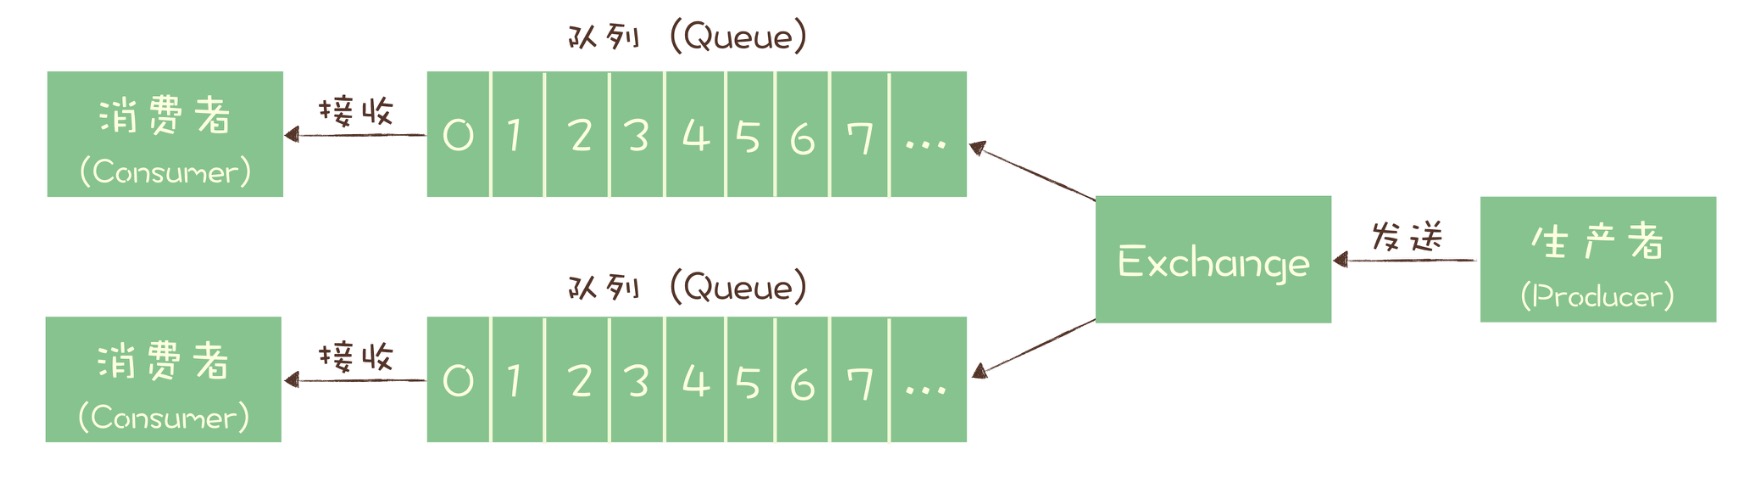 队列 (Queue)
消费者
(Consumer)
接收
0 1 2 3 4 5 6 7 ...
Exchange
发送
生产者
(Producer)
队列 (Queue)
消费者
(Consumer)
接收
0 1 2 3 4 5 6 7 ...